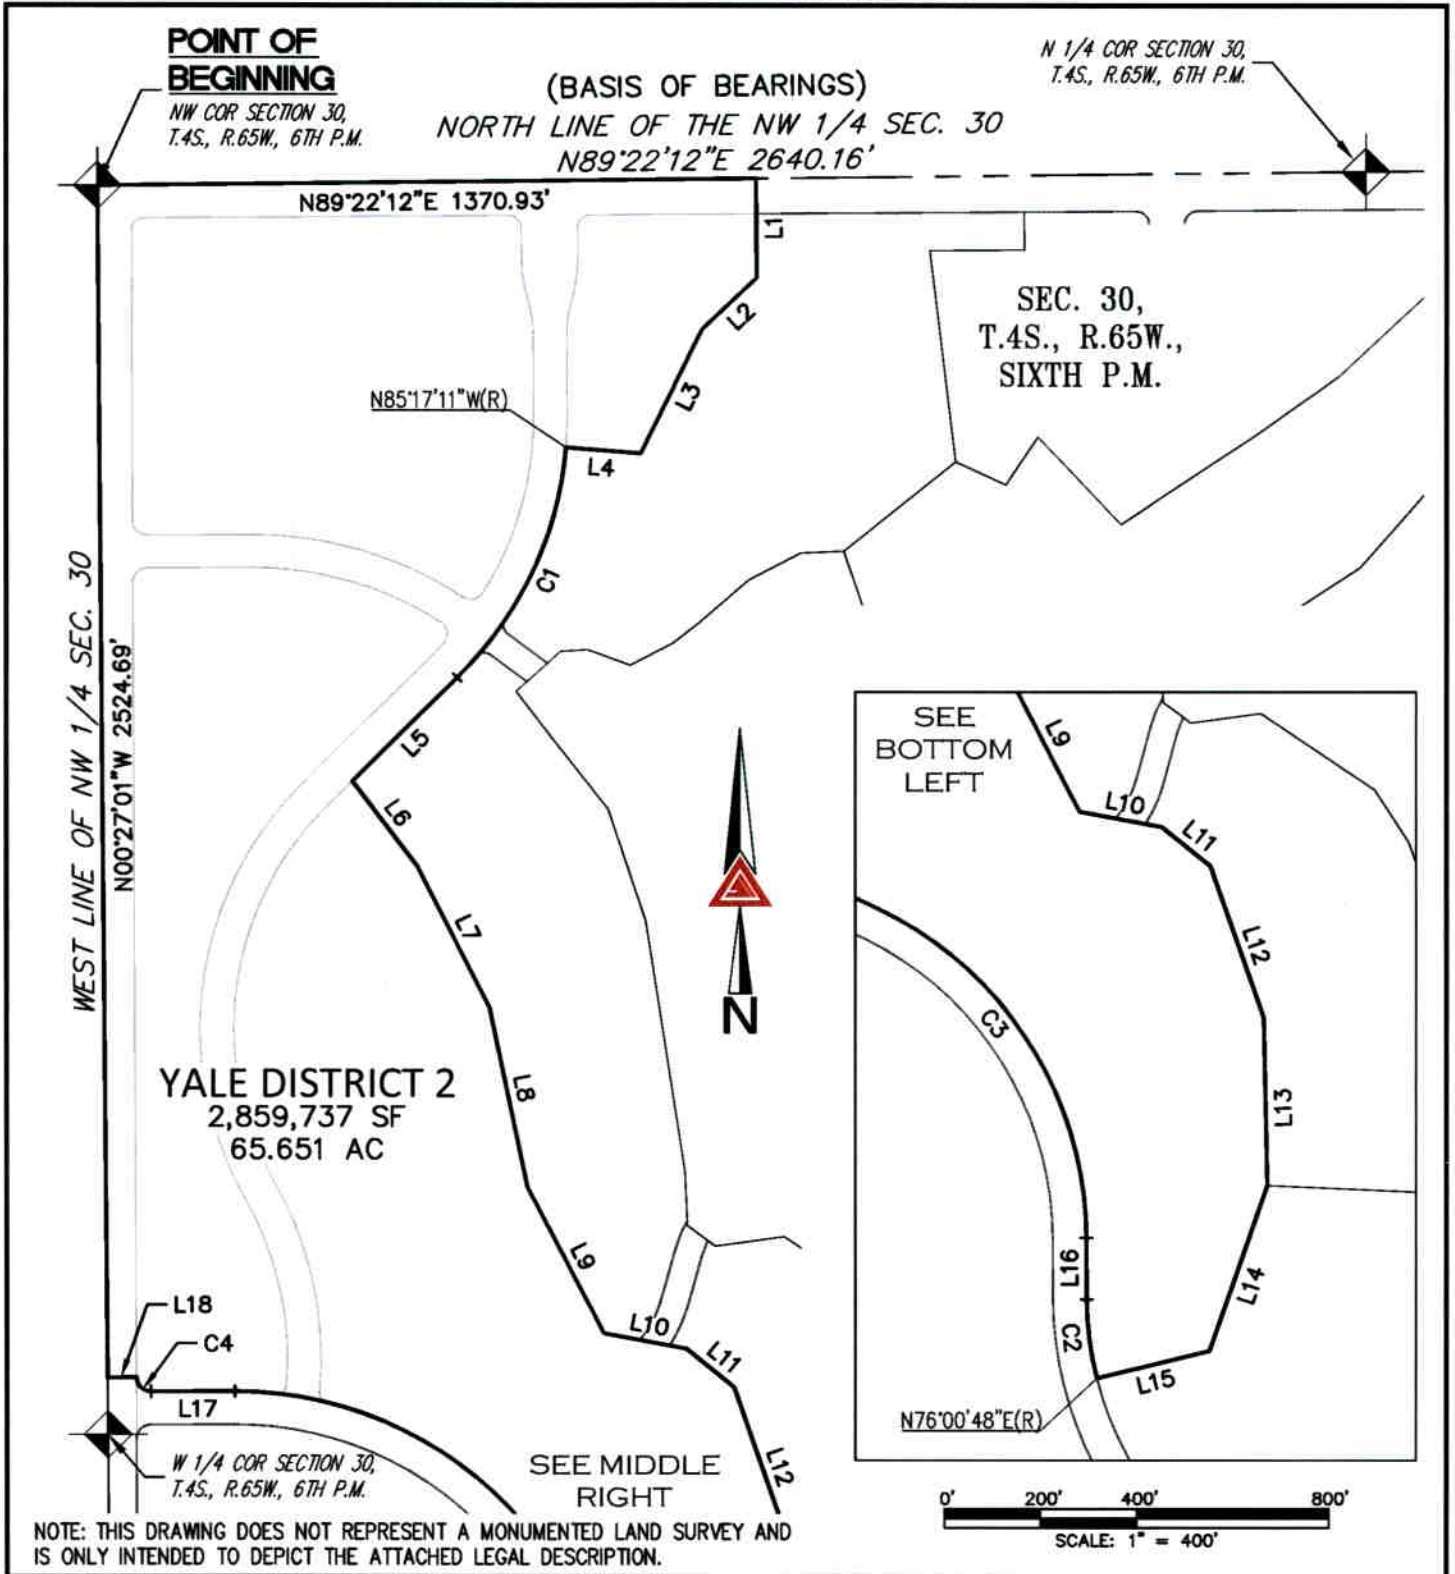 POINT OF
BEGINNING
NW COR SECTION 30,
T.4S., R.65W., 6TH P.M.
(BASIS OF BEARINGS)
NORTH LINE OF THE NW 1/4 SEC. 30
N89°22'12"E 2640.16'
N 1/4 COR SECTION 30,
T.4S., R.65W., 6TH P.M.
N89°22'12"E 1370.93'
L1
L2
L3
SEC. 30,
T.4S., R.65W.,
SIXTH P.M.
N85°17'11"W(R)
L4
C1
WEST LINE OF NW 1/4 SEC. 30
N00°27'01"W 2524.69'
L5
L6
L7
L8
L9
L10
L11
L12
N
YALE DISTRICT 2
2,859,737 SF
65.651 AC
L18
C4
L17
W 1/4 COR SECTION 30,
T.4S., R.65W., 6TH P.M.
SEE MIDDLE
RIGHT
SEE
BOTTOM
LEFT
L9
L10
L11
L12
C3
L13
L16
L14
C2
L15
N76°00'48"E(R)
0' 200' 400' 800'
SCALE: 1" = 400'
NOTE: THIS DRAWING DOES NOT REPRESENT A MONUMENTED LAND SURVEY AND
IS ONLY INTENDED TO DEPICT THE ATTACHED LEGAL DESCRIPTION.